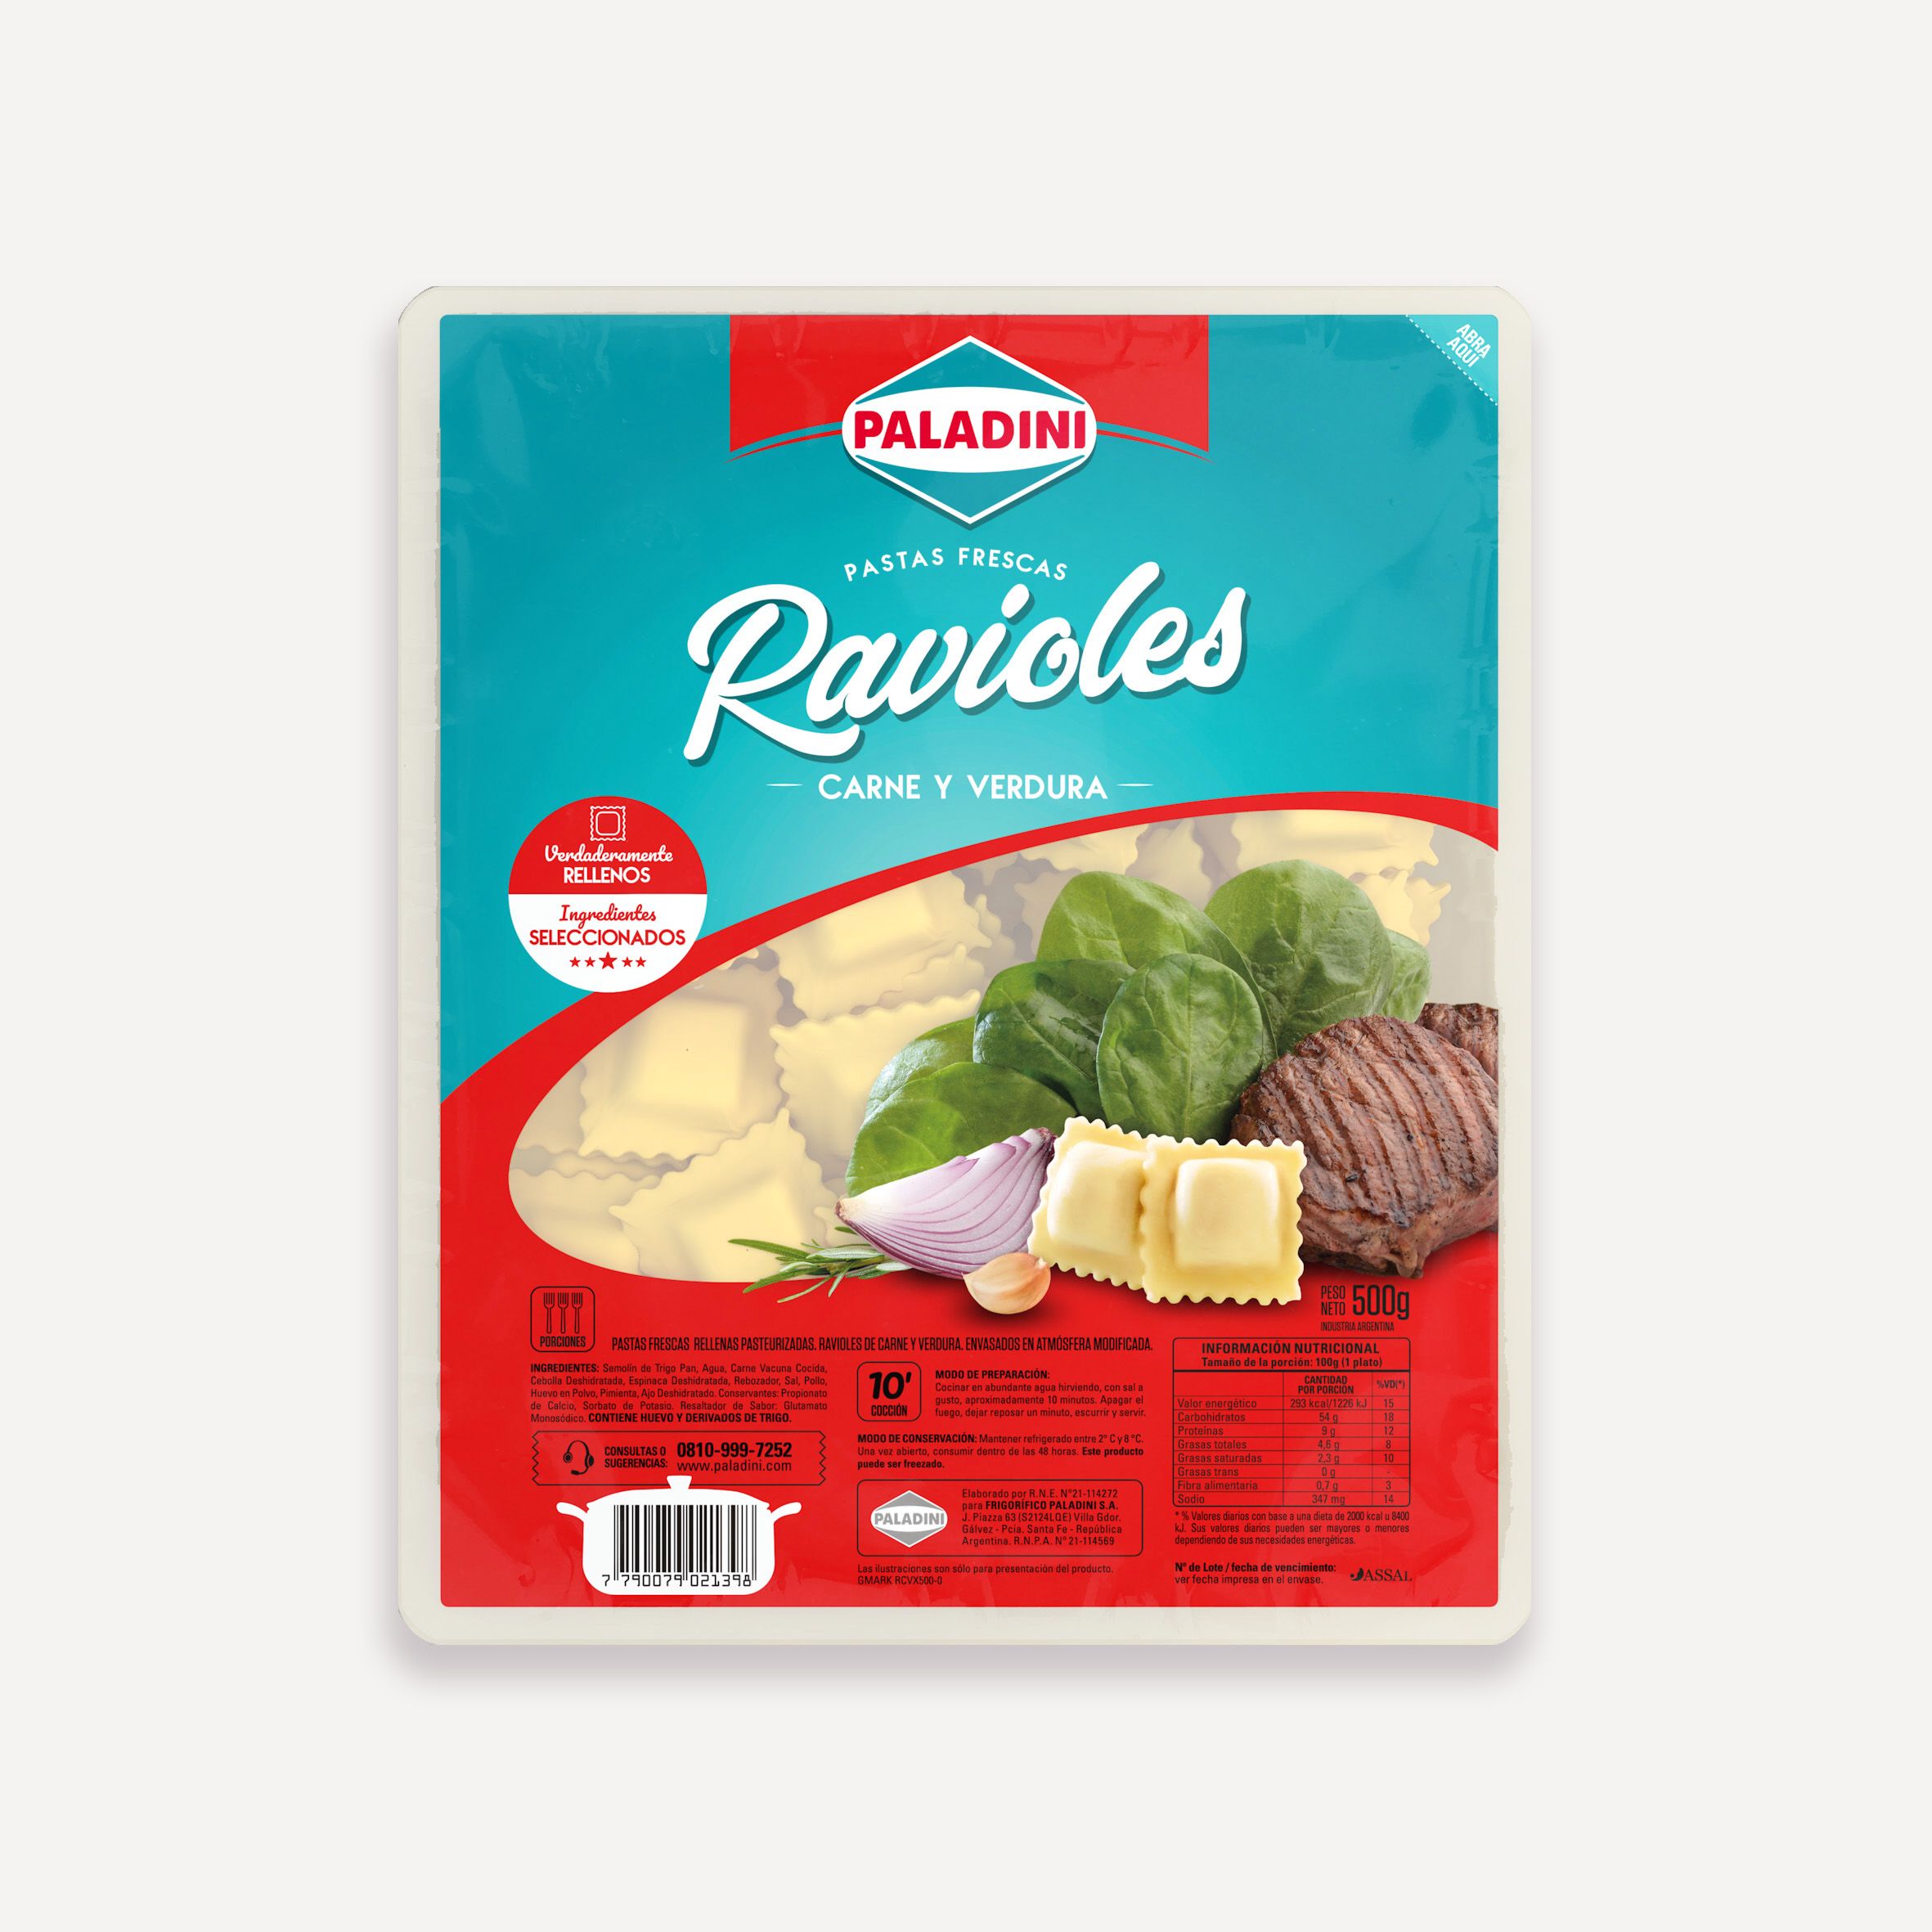 ABRA
AQUÍ
PALADINI
PASTAS FRESCAS
Ravioles
CARNE Y VERDURA
Verdaderamente
RELLENOS
Ingredientes
SELECCIONADOS
PESO
NETO 500g
INDUSTRIA ARGENTINA
PORCIONES
PASTAS FRESCAS RELLENAS PASTEURIZADAS. RAVIOLES DE CARNE Y VERDURA. ENVASADOS EN ATMÓSFERA MODIFICADA.
INGREDIENTES: Semolín de Trigo Pan, Agua, Carne Vacuna Cocida,
Cebolla Deshidratada, Espinaca Deshidratada, Rebozador, Sal, Pollo,
Huevo en Polvo, Pimienta, Ajo Deshidratado. Conservantes: Propionato
de Calcio, Sorbato de Potasio. Resaltador de Sabor: Glutamato
Monosódico. CONTIENE HUEVO Y DERIVADOS DE TRIGO.
CONSULTAS O
SUGERENCIAS:
0810-999-7252
www.paladini.com
7 790079 021398
10'
COCCIÓN
MODO DE PREPARACIÓN:
Cocinar en abundante agua hirviendo, con sal a
gusto, aproximadamente 10 minutos. Apagar el
fuego, dejar reposar un minuto, escurrir y servir.
MODO DE CONSERVACIÓN: Mantener refrigerado entre 2° C y 8 °C.
Una vez abierto, consumir dentro de las 48 horas. Este producto
puede ser freezado.
PALADINI
Elaborado por R.N.E. N°21-114272
para FRIGORÍFICO PALADINI S.A.
J. Piazza 63 (S2124LQE) Villa Gdor.
Gálvez - Pcia. Santa Fe - República
Argentina. R.N.P.A. N° 21-114569
Las ilustraciones son sólo para presentación del producto.
GMARK RCVX500-0
INFORMACIÓN NUTRICIONAL
Tamaño de la porción: 100g (1 plato)
CANTIDAD
POR PORCIÓN %VD(*)
Valor energético 293 kcal/1226 kJ 15
Carbohidratos 54 g 18
Proteínas 9 g 12
Grasas totales 4,6 g 8
Grasas saturadas 2,3 g 10
Grasas trans 0 g -
Fibra alimentaria 0,7 g 3
Sodio 347 mg 14
* % Valores diarios con base a una dieta de 2000 kcal u 8400
kJ. Sus valores diarios pueden ser mayores o menores
dependiendo de sus necesidades energéticas.
N° de Lote / fecha de vencimiento:
ver fecha impresa en el envase.
ASSAL